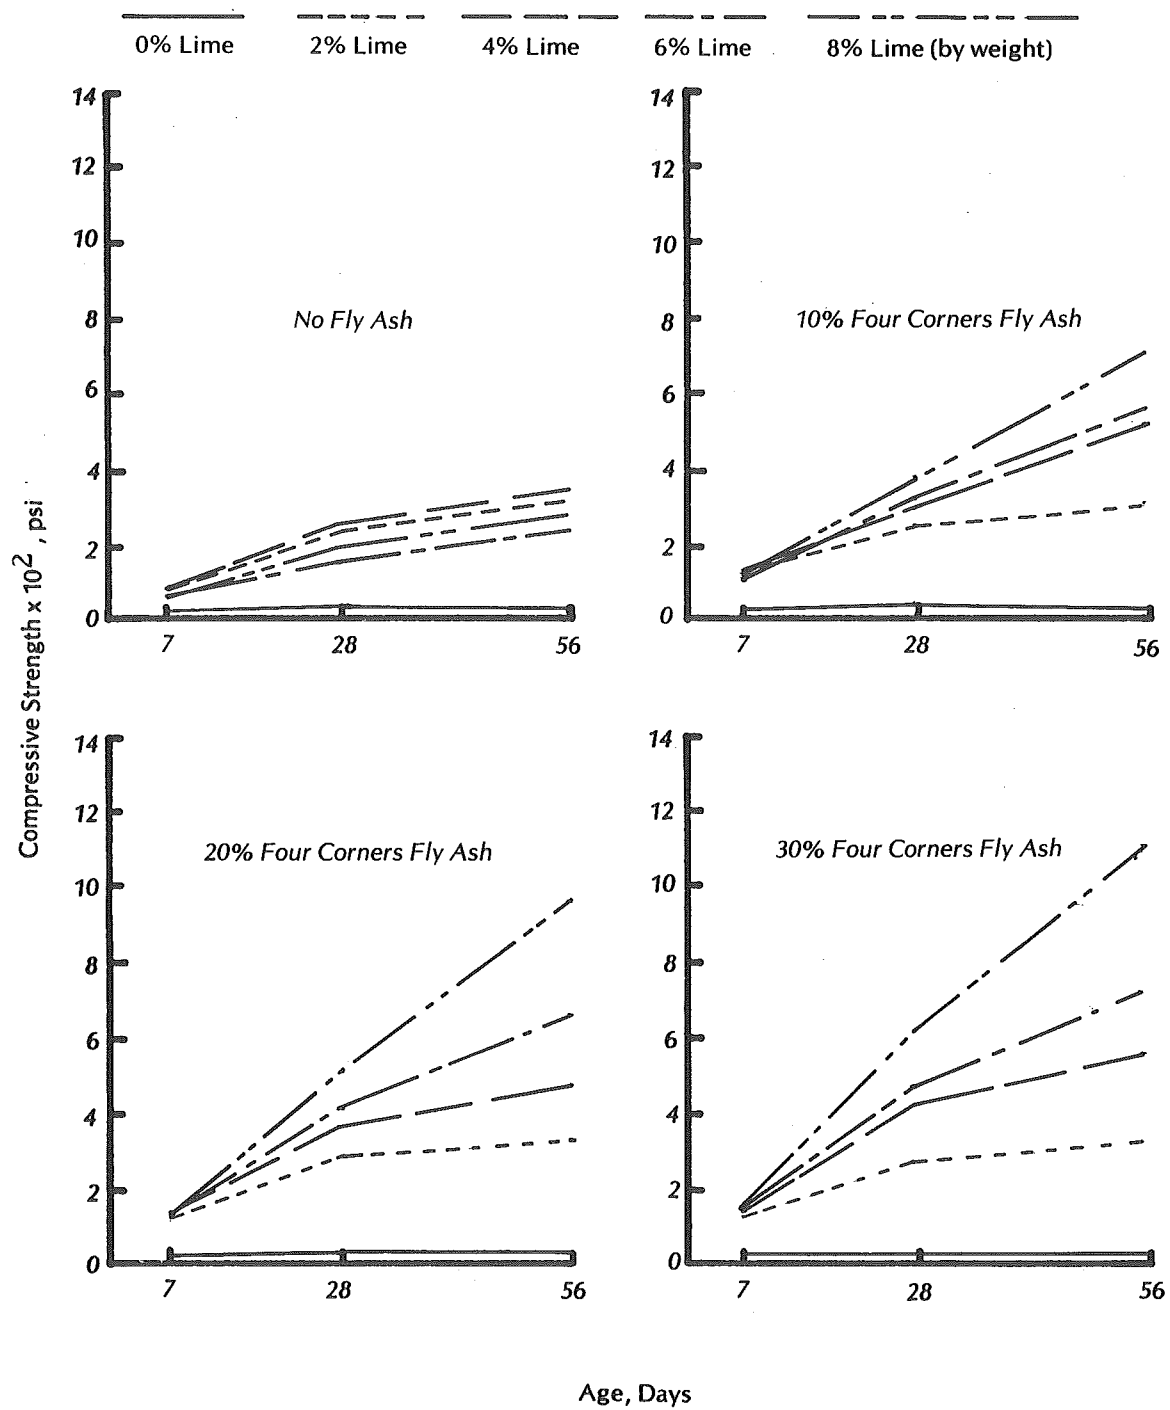 0% Lime 2% Lime 4% Lime 6% Lime 8% Lime (by weight)
14
12
10
8
6
4
2
0
No Fly Ash
7 28 56
14
12
10
8
6
4
2
0
10% Four Corners Fly Ash
7 28 56
Compressive Strength x 10², psi
14
12
10
8
6
4
2
0
20% Four Corners Fly Ash
7 28 56
14
12
10
8
6
4
2
0
30% Four Corners Fly Ash
7 28 56
Age, Days